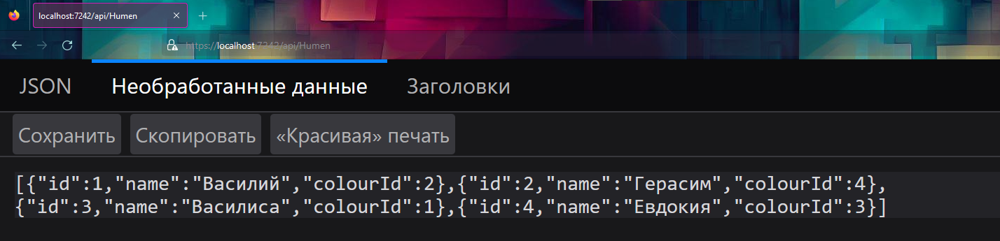 localhost:7242/api/Humen
https://localhost:7242/api/Humen
JSON Необработанные данные Заголовки
Сохранить Скопировать «Красивая» печать
[{"id":1,"name":"Василий","colourId":2},{"id":2,"name":"Герасим","colourId":4},
{"id":3,"name":"Василиса","colourId":1},{"id":4,"name":"Евдокия","colourId":3}]